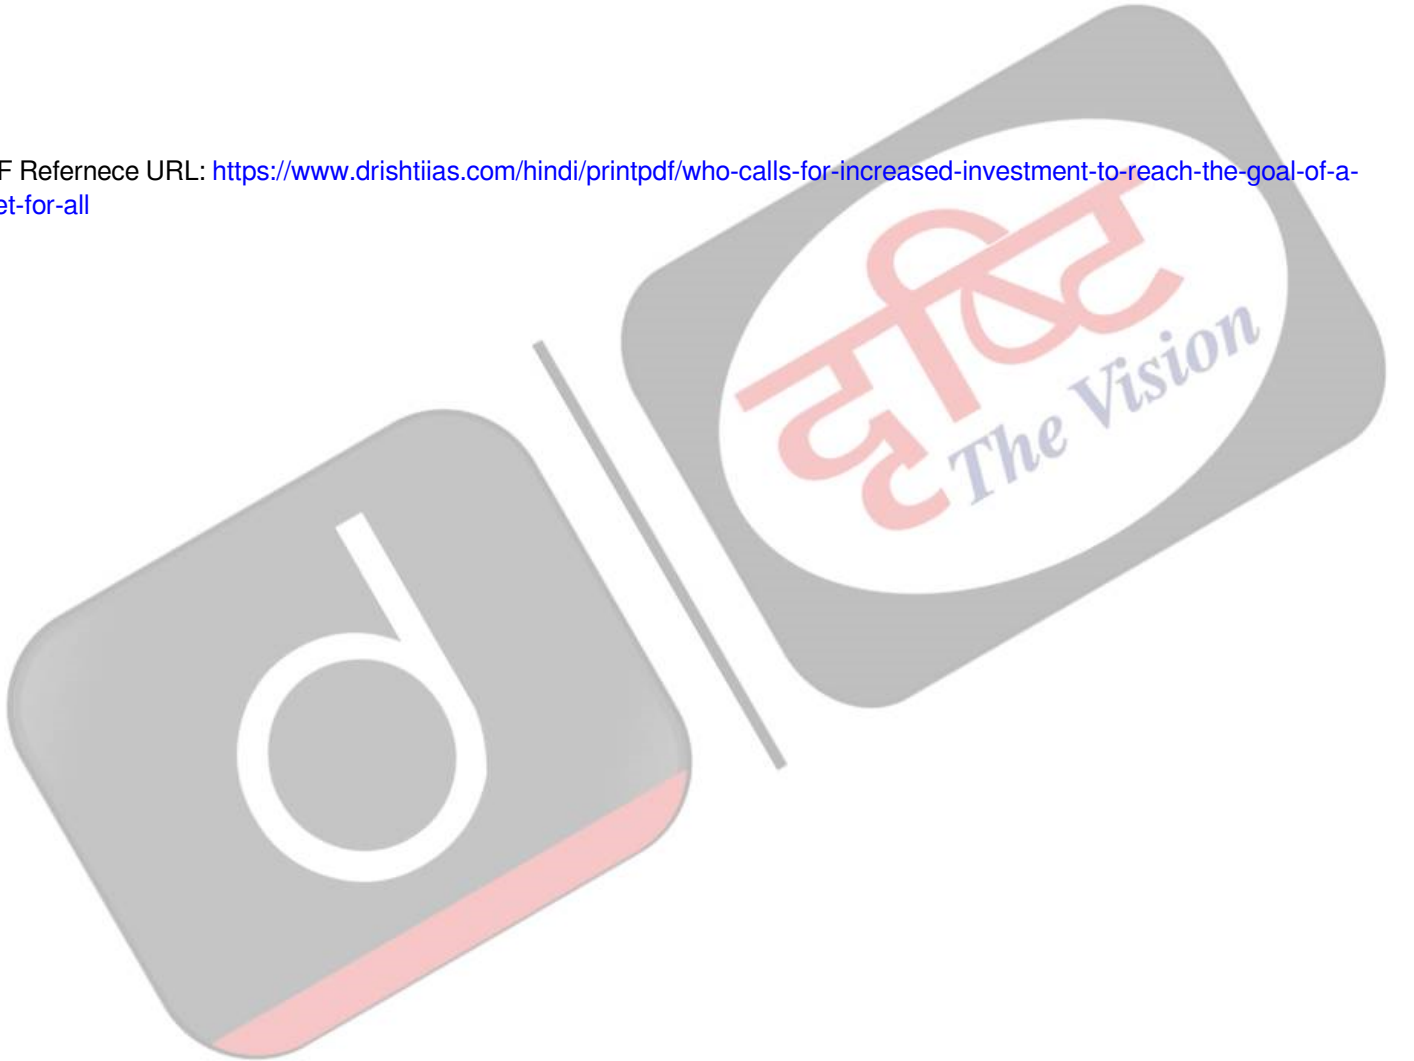 F Refernece URL: https://www.drishtiias.com/hindi/printpdf/who-calls-for-increased-investment-to-reach-the-goal-of-a-
et-for-all
दृष्टि
The Vision
d